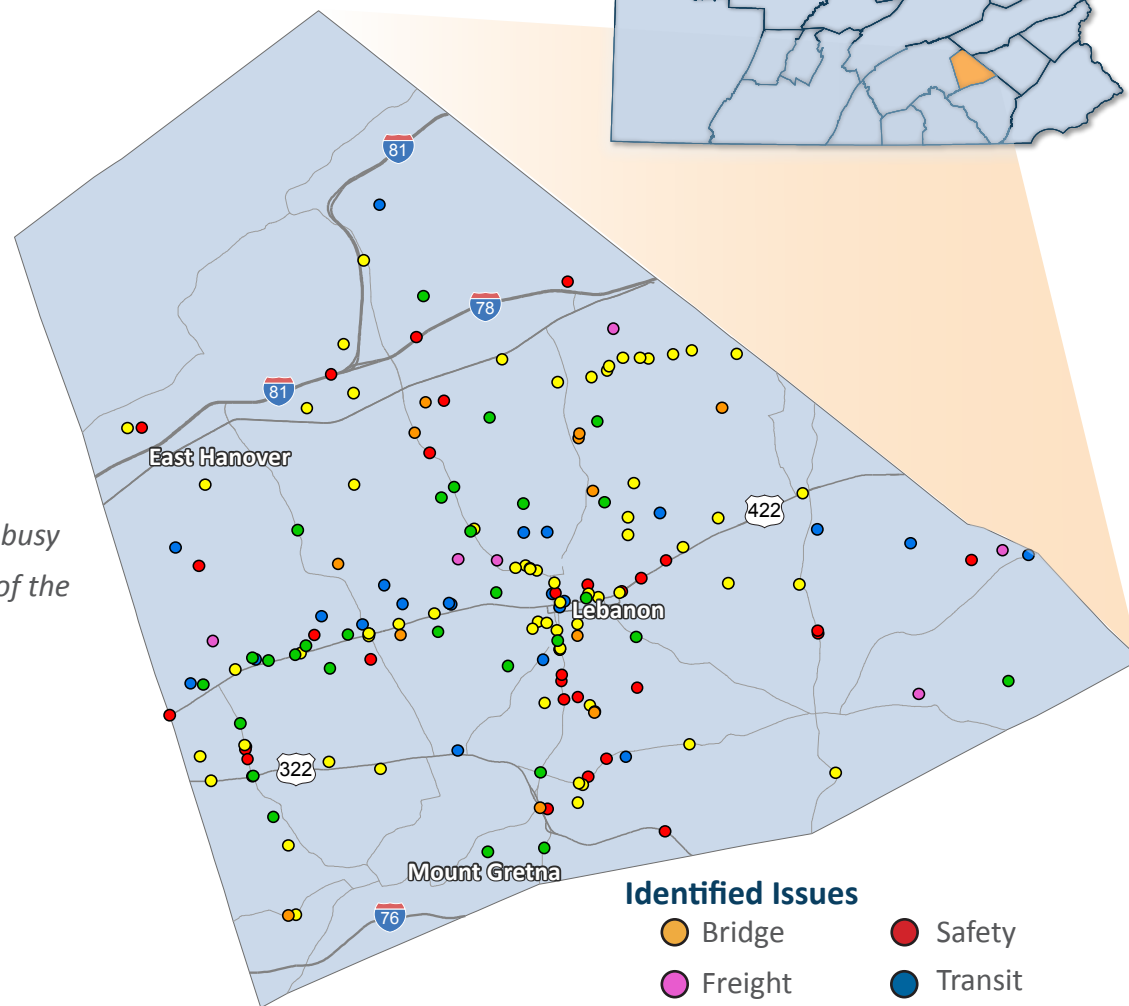 81
78
81
East Hanover
busy
422
of the
Lebanon
322
Mount Gretna
76
Identified Issues
Bridge
Safety
Freight
Transit